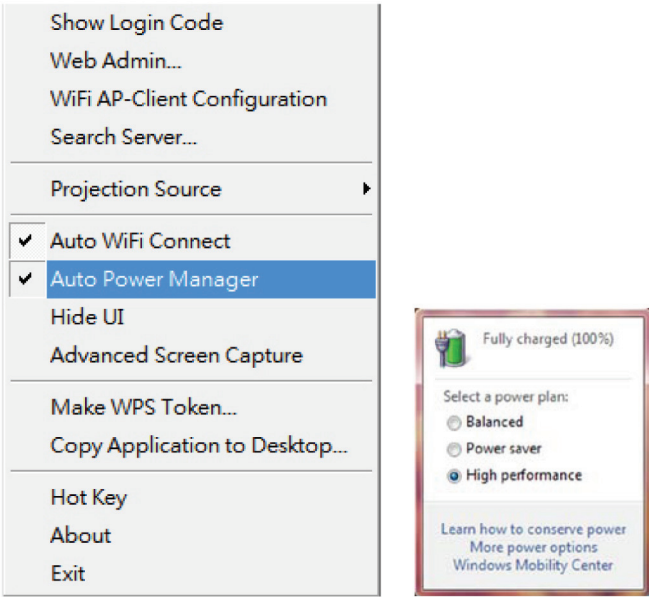 Show Login Code
Web Admin...
WiFi AP-Client Configuration
Search Server...
Projection Source
Auto WiFi Connect
Auto Power Manager
Hide UI
Advanced Screen Capture
Make WPS Token...
Copy Application to Desktop...
Hot Key
About
Exit
Fully charged (100%)
Select a power plan:
Balanced
Power saver
High performance
Learn how to conserve power
More power options
Windows Mobility Center